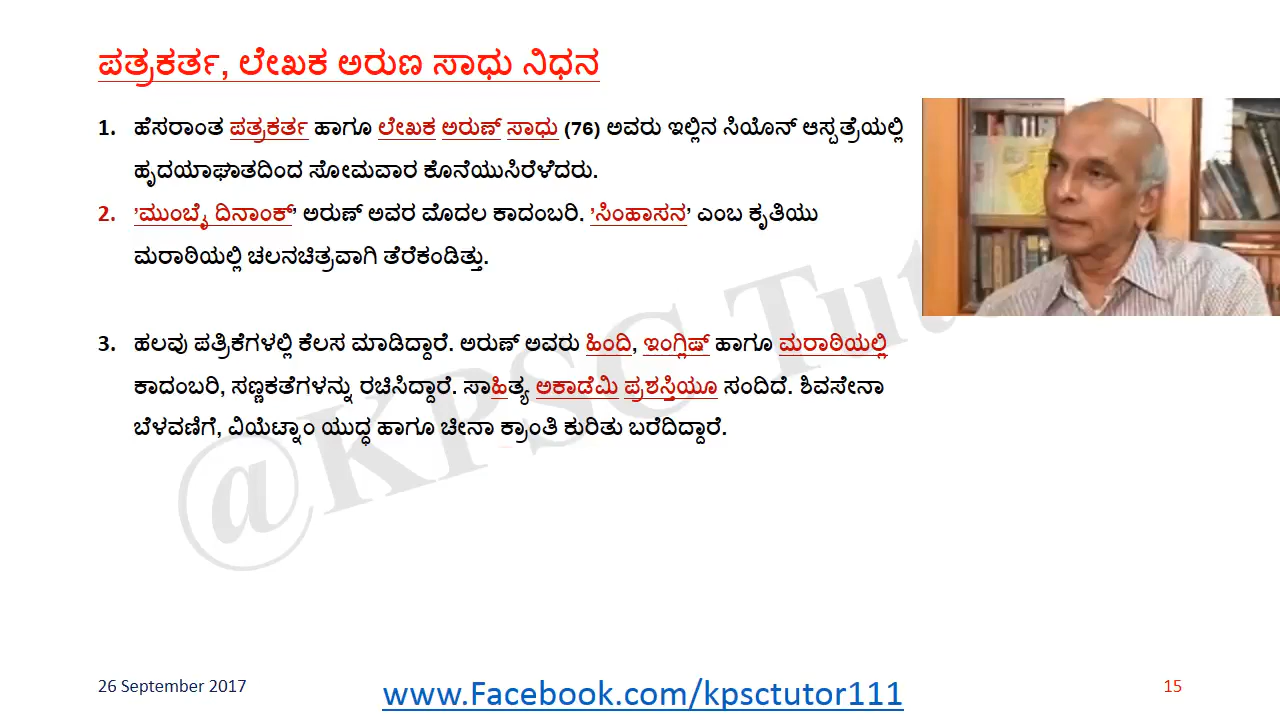 ಪತ್ರಕರ್ತ, ಲೇಖಕ ಅರುಣ ಸಾಧು ನಿಧನ
1. ಹೆಸರಾಂತ ಪತ್ರಕರ್ತ ಹಾಗೂ ಲೇಖಕ ಅರುಣ್ ಸಾಧು (76) ಅವರು ಇಲ್ಲಿನ ಸಿಯೊನ್ ಆಸ್ಪತ್ರೆಯಲ್ಲಿ
ಹೃದಯಾಘಾತದಿಂದ ಸೋಮವಾರ ಕೊನೆಯುಸಿರೆಳೆದರು.
2. 'ಮುಂಬೈ ದಿನಾಂಕ್' ಅರುಣ್ ಅವರ ಮೊದಲ ಕಾದಂಬರಿ. 'ಸಿಂಹಾಸನ' ಎಂಬ ಕೃತಿಯು
ಮರಾಠಿಯಲ್ಲಿ ಚಲನಚಿತ್ರವಾಗಿ ತೆರೆಕಂಡಿತ್ತು.
3. ಹಲವು ಪತ್ರಿಕೆಗಳಲ್ಲಿ ಕೆಲಸ ಮಾಡಿದ್ದಾರೆ. ಅರುಣ್ ಅವರು ಹಿಂದಿ, ಇಂಗ್ಲಿಷ್ ಹಾಗೂ ಮರಾಠಿಯಲ್ಲಿ
ಕಾದಂಬರಿ, ಸಣ್ಣಕತೆಗಳನ್ನು ರಚಿಸಿದ್ದಾರೆ. ಸಾಹಿತ್ಯ ಅಕಾಡೆಮಿ ಪ್ರಶಸ್ತಿಯೂ ಸಂದಿದೆ. ಶಿವಸೇನಾ
ಬೆಳವಣಿಗೆ, ವಿಯೆಟ್ನಾಂ ಯುದ್ಧ ಹಾಗೂ ಚೀನಾ ಕ್ರಾಂತಿ ಕುರಿತು ಬರೆದಿದ್ದಾರೆ.
@KPSC Tut
26 September 2017
www.Facebook.com/kpsctutor111
15